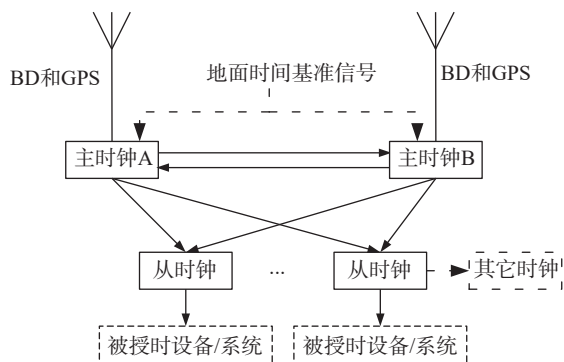 BD和GPS
地面时间基准信号
BD和GPS
主时钟A
主时钟B
从时钟
...
从时钟
其它时钟
被授时设备/系统
被授时设备/系统